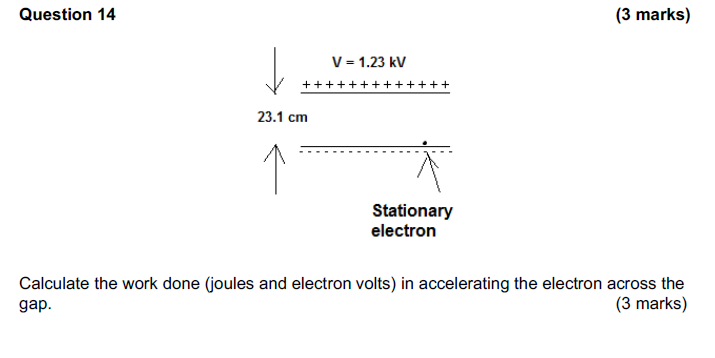 Question 14 (3 marks)
V = 1.23 kV
+ + + + + + + + + + + + +
23.1 cm
Stationary
electron
Calculate the work done (joules and electron volts) in accelerating the electron across the
gap. (3 marks)